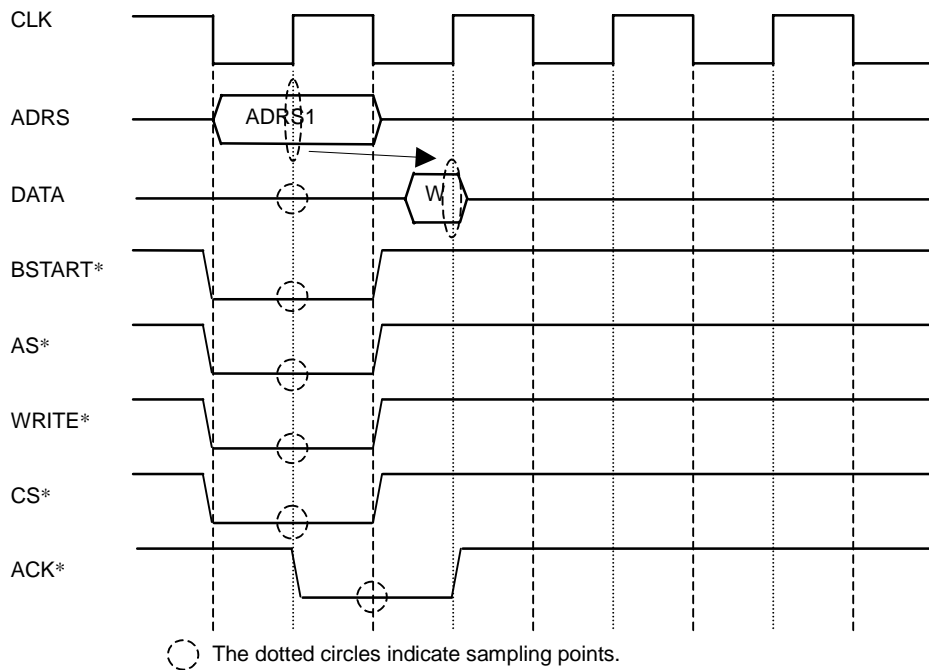 CLK
ADRS
ADRS1
DATA
W
BSTART*
AS*
WRITE*
CS*
ACK*
The dotted circles indicate sampling points.